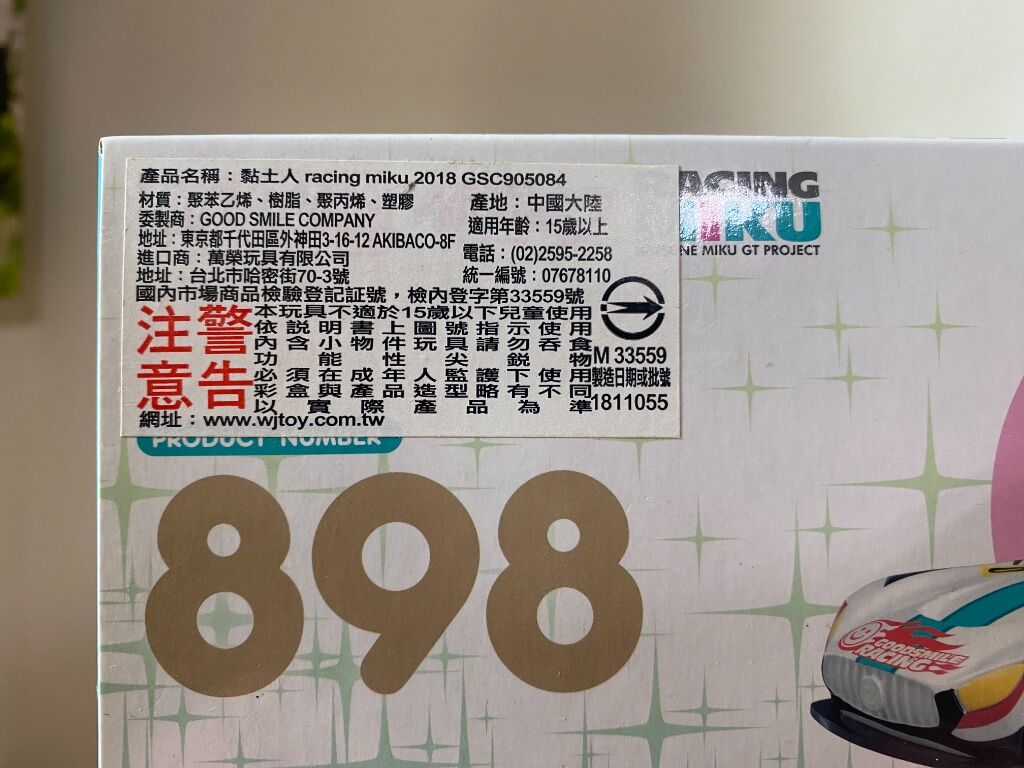 產品名稱：黏土人 racing miku 2018 GSC905084
材質：聚苯乙烯、樹脂、聚丙烯、塑膠 產地：中國大陸
委製商：GOOD SMILE COMPANY 適用年齡：15歲以上
地址：東京都千代田區外神田3-16-12 AKIBACO-8F
進口商：萬榮玩具有限公司 電話：(02)2595-2258
地址：台北市哈密街70-3號 統一編號：07678110
國內市場商品檢驗登記証號，檢內登字第33559號
警告
注意
本玩具不適於15歲以下兒童使用
依說明書上圖號指示使用
內含小物件玩具請勿吞食
功能性尖銳物
必須在成年人監護下使用
彩盒與產品造型略有不同
以實際產品為準
M 33559
製造日期或批號
1811055
網址：www.wjtoy.com.tw
ACING
MIKU
NE MIKU GT PROJECT
PRODUCT NUMBER
898
GOODSMILE
RACING